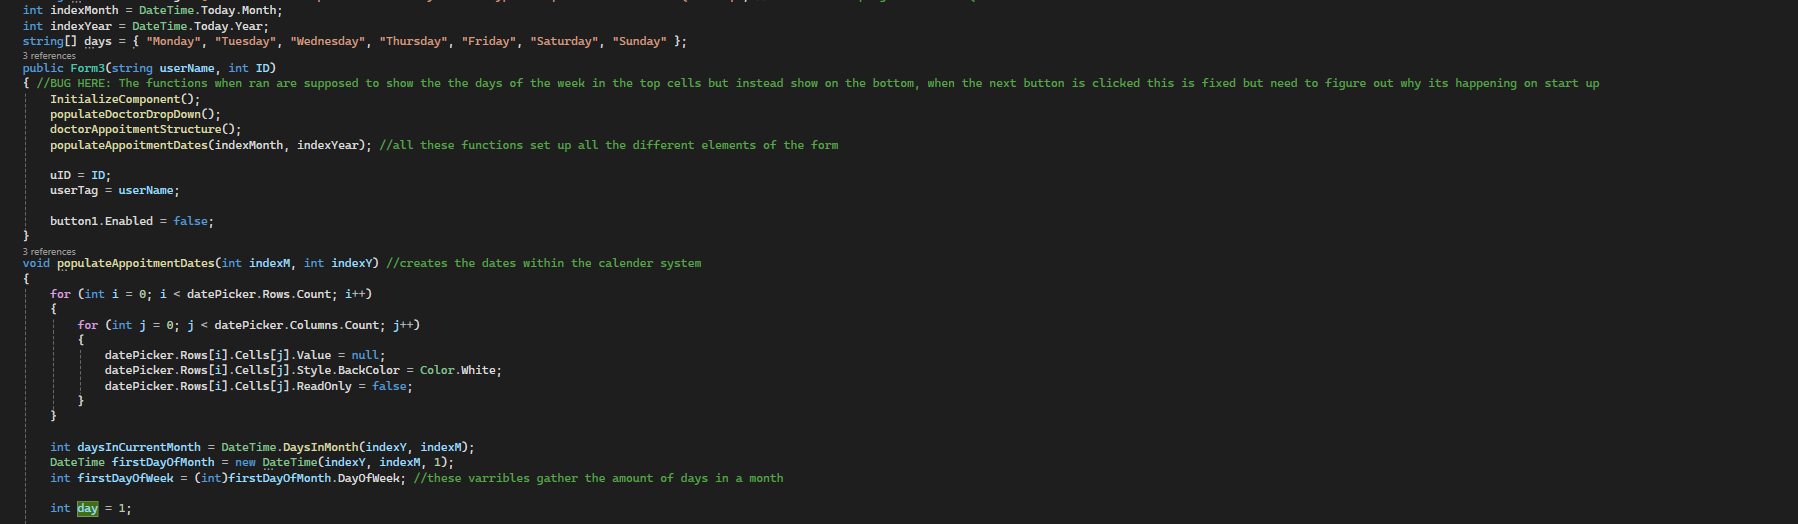 int indexMonth = DateTime.Today.Month;
int indexYear = DateTime.Today.Year;
string[] days = { "Monday", "Tuesday", "Wednesday", "Thursday", "Friday", "Saturday", "Sunday" };
3 references
public Form3(string userName, int ID)
{ //BUG HERE: The functions when ran are supposed to show the the days of the week in the top cells but instead show on the bottom, when the next button is clicked this is fixed but need to figure out why its happening on start up
InitializeComponent();
populateDoctorDropDown();
doctorAppoitmentStructure();
populateAppoitmentDates(indexMonth, indexYear); //all these functions set up all the different elements of the form
uID = ID;
userTag = userName;
button1.Enabled = false;
}
3 references
void populateAppoitmentDates(int indexM, int indexY) //creates the dates within the calender system
{
for (int i = 0; i < datePicker.Rows.Count; i++)
{
for (int j = 0; j < datePicker.Columns.Count; j++)
{
datePicker.Rows[i].Cells[j].Value = null;
datePicker.Rows[i].Cells[j].Style.BackColor = Color.White;
datePicker.Rows[i].Cells[j].ReadOnly = false;
}
}
int daysInCurrentMonth = DateTime.DaysInMonth(indexY, indexM);
DateTime firstDayOfMonth = new DateTime(indexY, indexM, 1);
int firstDayOfWeek = (int)firstDayOfMonth.DayOfWeek; //these varribles gather the amount of days in a month
int day = 1;